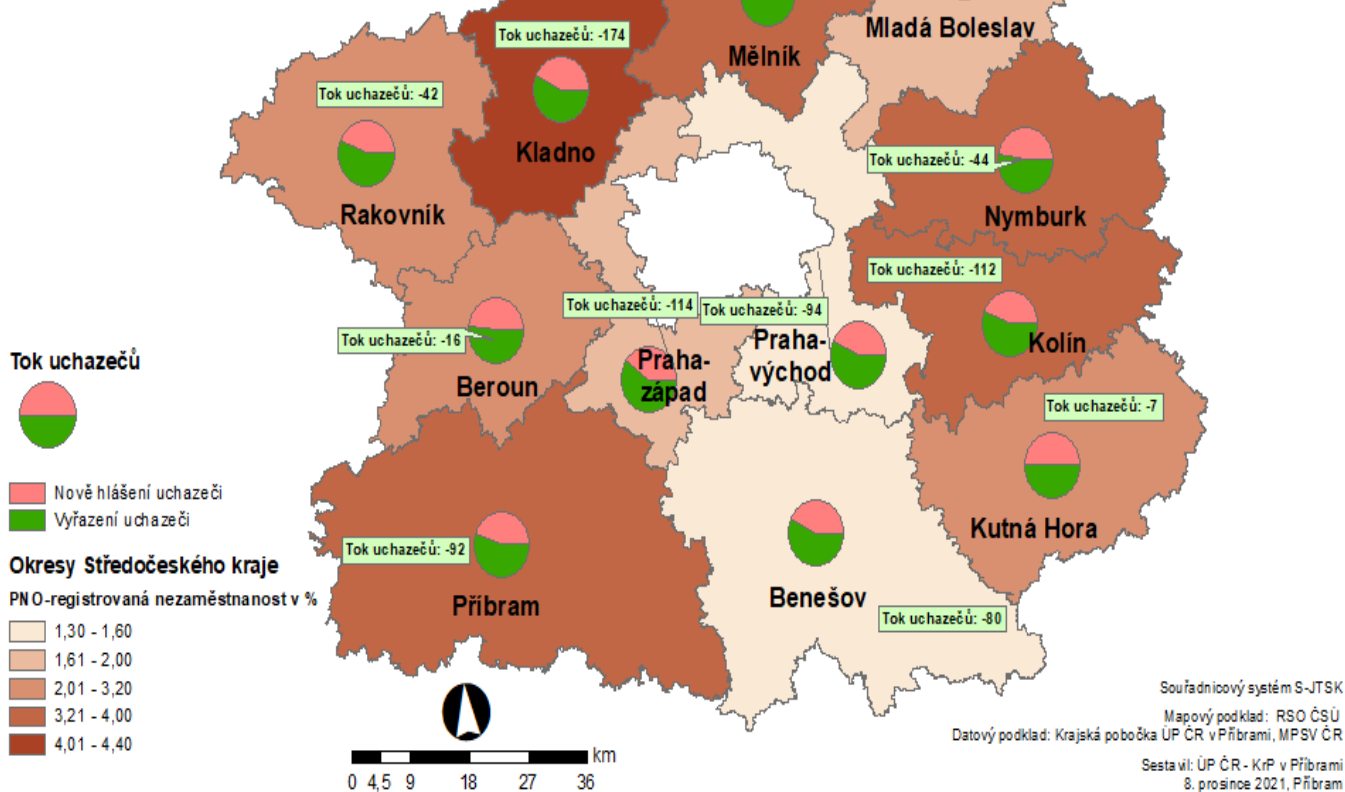 Mladá Boleslav
Tok uchazečů: -174
Mělník
Tok uchazečů: -42
Kladno
Tok uchazečů: -44
Rakovník
Nymburk
Tok uchazečů: -112
Tok uchazečů: -114
Tok uchazečů: -94
Tok uchazečů: -16
Kolín
Praha-
západ
Praha-
východ
Beroun
Tok uchazečů: -7
Kutná Hora
Tok uchazečů: -92
Příbram
Benešov
Tok uchazečů: -80
Tok uchazečů
Nově hlášení uchazeči
Vyřazení uchazeči
Okresy Středočeského kraje
PNO-registrovaná nezaměstnanost v %
1,30 - 1,60
1,61 - 2,00
2,01 - 3,20
3,21 - 4,00
4,01 - 4,40
km
0 4,5 9 18 27 36
Souřadnicový systém S-JTSK
Mapový podklad: RSO ČSÚ
Datový podklad: Krajská pobočka ÚP ČR v Příbrami, MPSV ČR
Sestavil: ÚP ČR - KrP v Příbrami
8. prosince 2021, Příbram